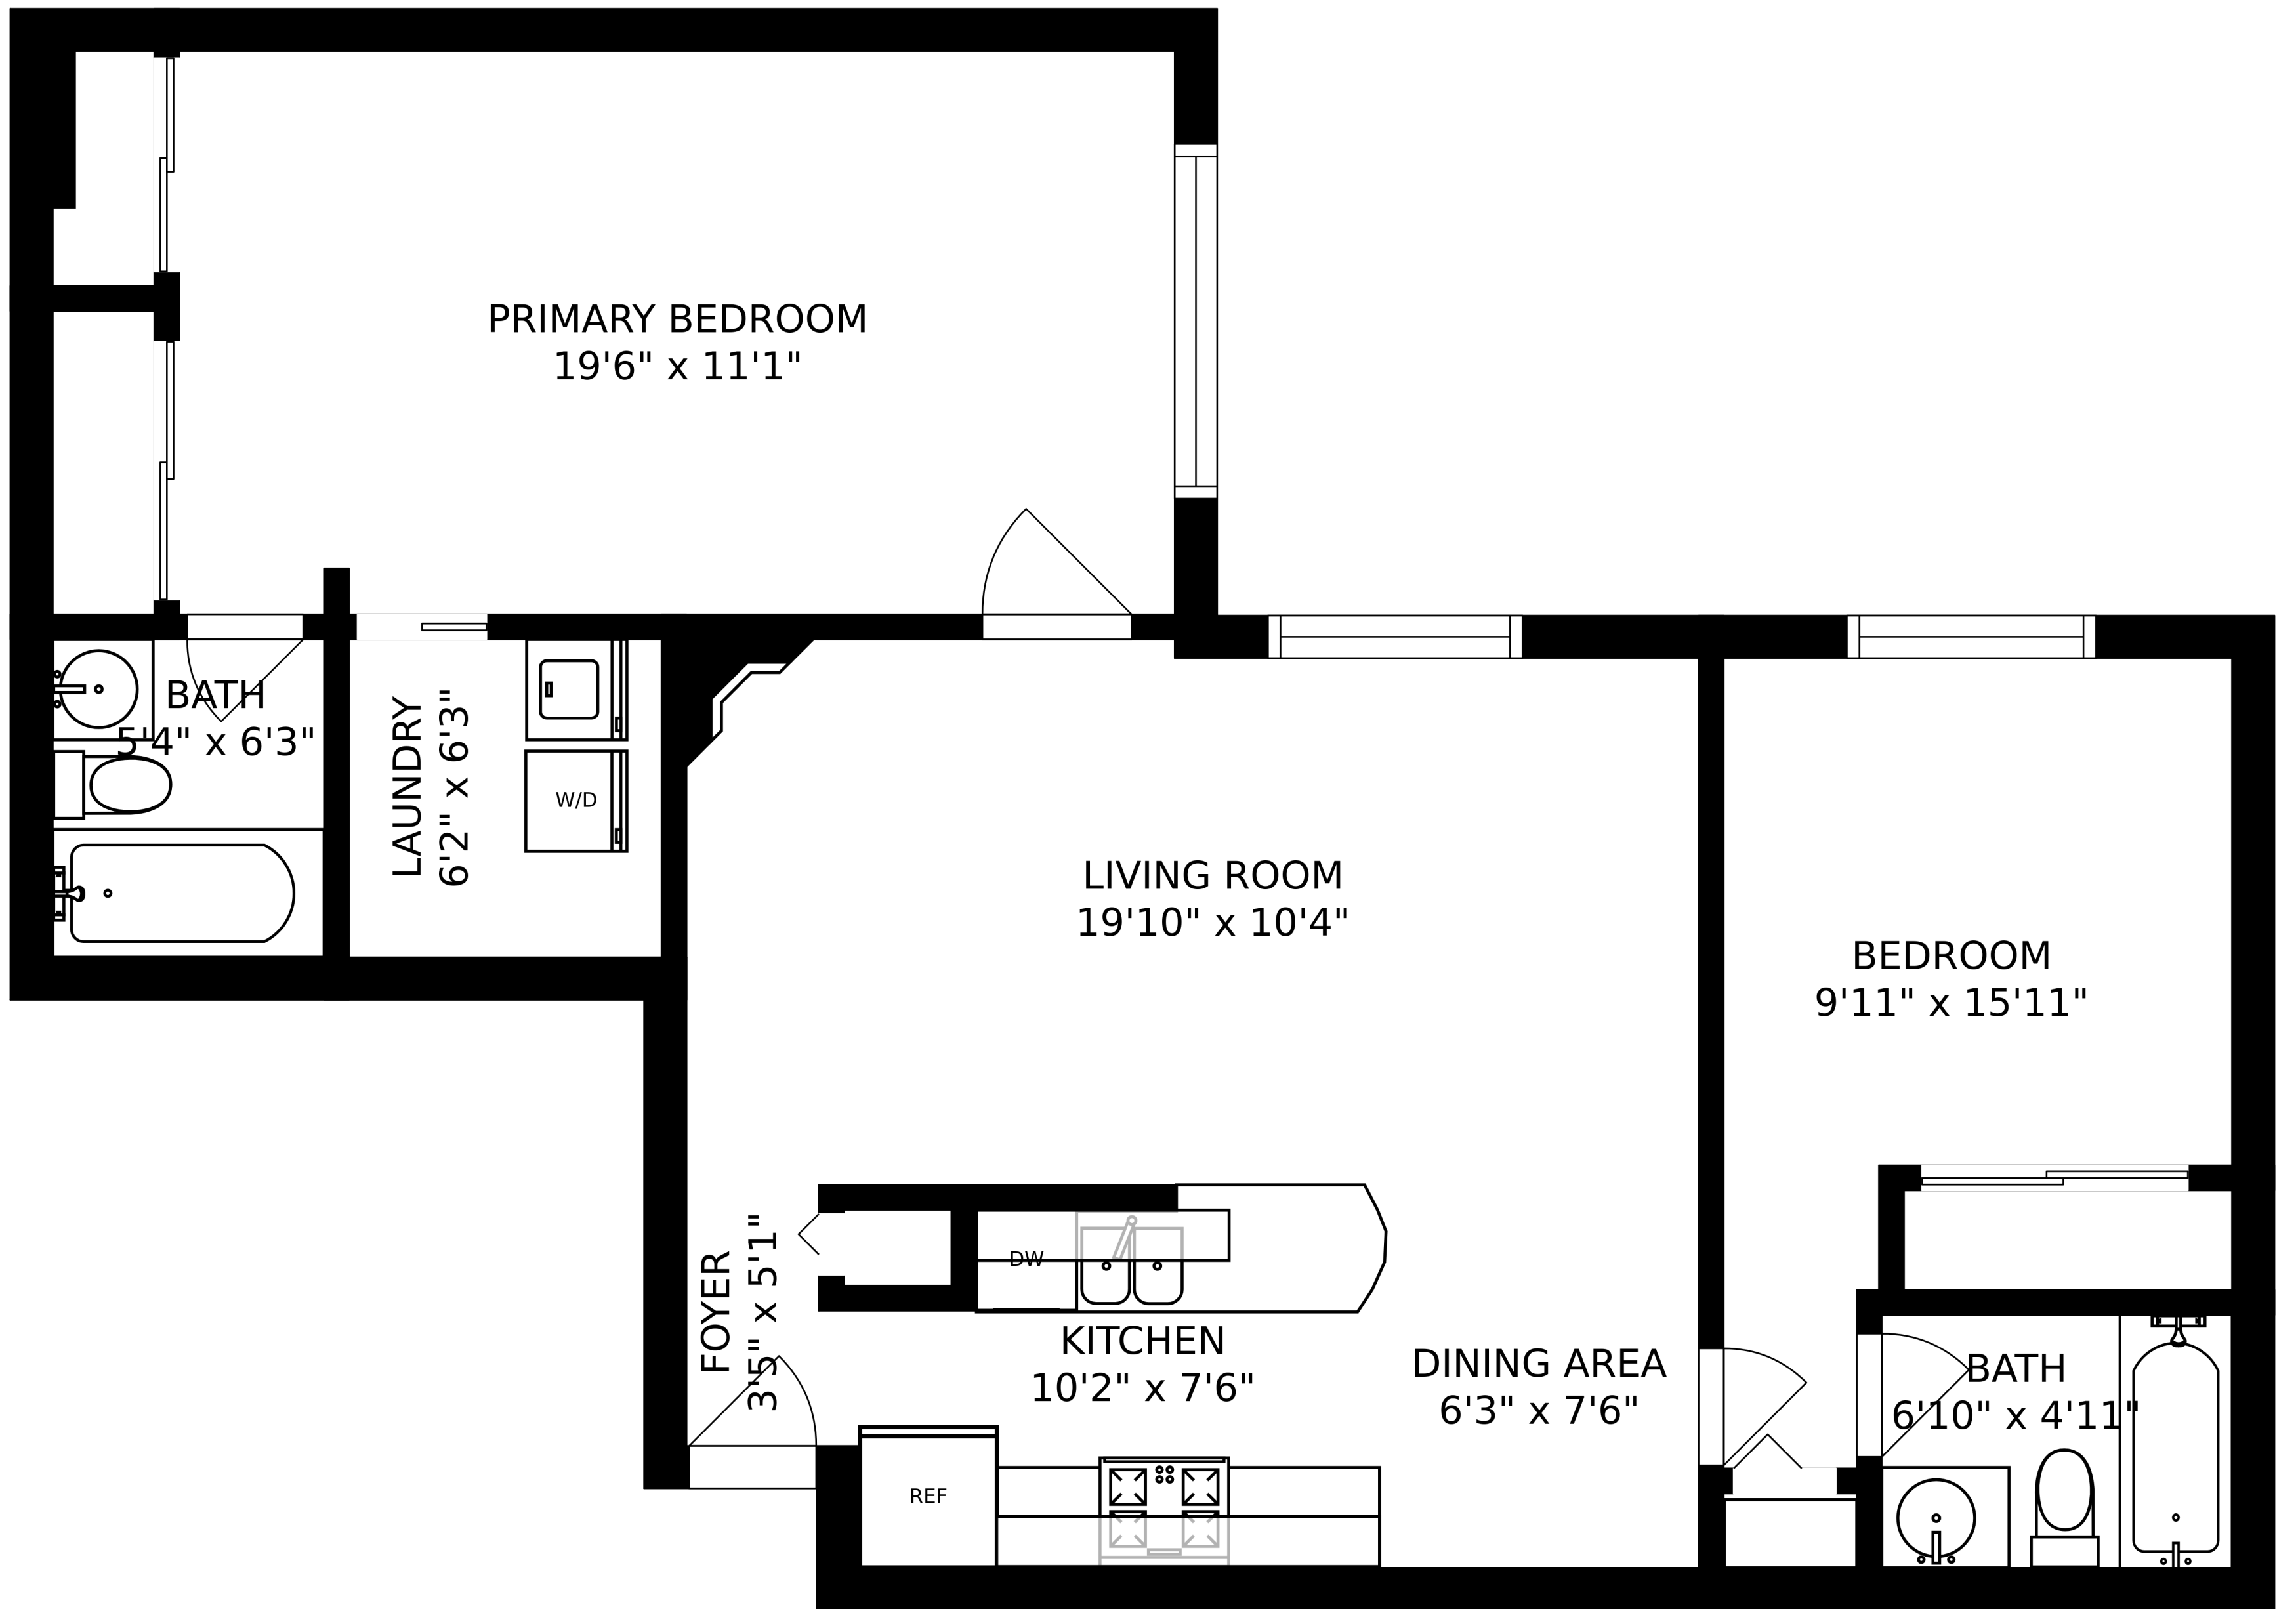 PRIMARY BEDROOM
19'6" x 11'1"
BATH
5'4" x 6'3"
LAUNDRY
6'2" x 6'3"
W/D
LIVING ROOM
19'10" x 10'4"
BEDROOM
9'11" x 15'11"
FOYER
3'5" x 5'1"
DW
KITCHEN
10'2" x 7'6"
DINING AREA
6'3" x 7'6"
BATH
6'10" x 4'11"
REF